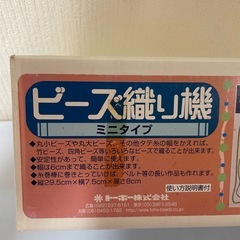 ビーズ織り機
ミニタイプ
●丸小ビーズや丸大ビーズ、その他タテ糸の幅をかえれば、
竹ビーズ、四角ビーズ等いろいろなビーズで織ることが出来ます。
●安定性があって、簡単に使えます。
●幅は6cmまで織ることが出来ます。
●糸巻棒に巻きとっていけば、ベルト等の長い作品も作れます。
●縦29.5cm×横7.5cm×高さ8cm
トーホー株式会社
使い方説明書付